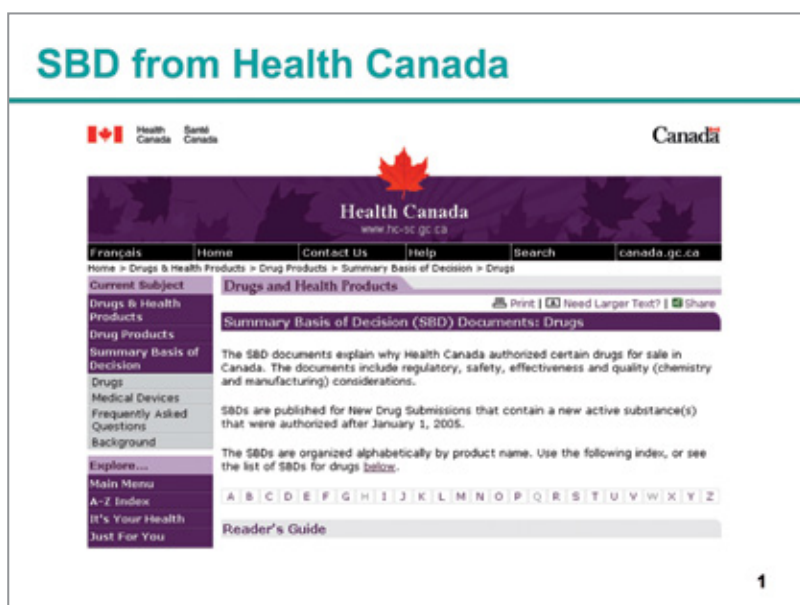 SBD from Health Canada
Health Canada
Santé Canada
Canada
Health Canada
www.hc-sc.gc.ca
Français Home Contact Us Help Search canada.gc.ca
Home > Drugs & Health Products > Drug Products > Summary Basis of Decision > Drugs
Current Subject
Drugs & Health
Products
Drug Products
Summary Basis of
Decision
Drugs
Medical Devices
Frequently Asked
Questions
Background
Explore...
Main Menu
A-Z Index
It's Your Health
Just For You
Drugs and Health Products
Print | Need Larger Text? | Share
Summary Basis of Decision (SBD) Documents: Drugs
The SBD documents explain why Health Canada authorized certain drugs for sale in
Canada. The documents include regulatory, safety, effectiveness and quality (chemistry
and manufacturing) considerations.
SBDs are published for New Drug Submissions that contain a new active substance(s)
that were authorized after January 1, 2005.
The SBDs are organized alphabetically by product name. Use the following index, or see
the list of SBDs for drugs below.
A B C D E F G H I J K L M N O P Q R S T U V W X Y Z
Reader's Guide
1